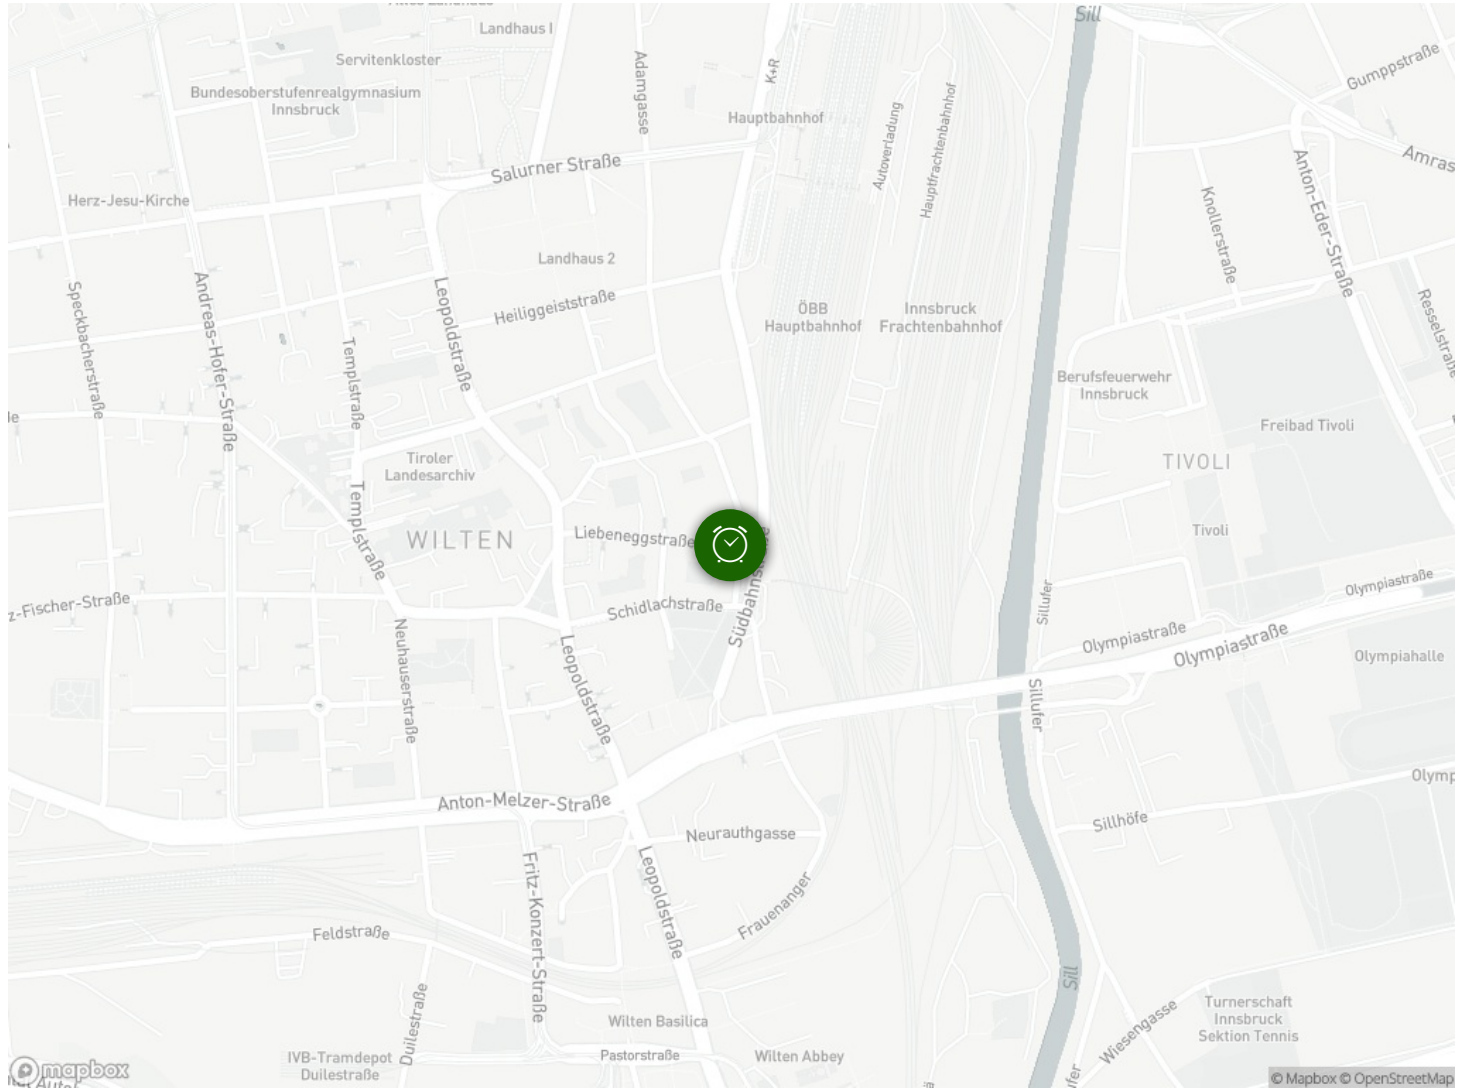 Sill
Landhaus I
Servitenkloster
Adamgasse
K+R
Gumppstraße
Bundesoberstufenrealgymnasium
Innsbruck
Hauptbahnhof
Autoverladung
Hauptfrachtenbahnhof
Salurner Straße
Amras
Herz-Jesu-Kirche
Knollerstraße
Anton-Eder-Straße
Landhaus 2
Speckbacherstraße
Andreas-Hofer-Straße
Leopoldstraße
Heiliggeiststraße
ÖBB
Hauptbahnhof
Innsbruck
Frachtenbahnhof
Resselstraße
Templstraße
Berufsfeuerwehr
Innsbruck
Freibad Tivoli
Tiroler
Landesarchiv
TIVOLI
Templstraße
WILTEN
Liebeneggstraße
Tivoli
z-Fischer-Straße
Schidlachstraße
Sillufer
Olympiastraße
Olympiastraße
Olympiastraße
Neuhauserstraße
Leopoldstraße
Olympiahalle
Sillufer
Olymp
Anton-Melzer-Straße
Neurauthgasse
Sillhöfe
Fritz-Konzert-Straße
Leopoldstraße
Frauenanger
Feldstraße
Sill
Duilestraße
Wilten Basilica
Turnerschaft
Innsbruck
Sektion Tennis
Wiesengasse
IVB-Tramdepot
Duilestraße
Pastorstraße
Wilten Abbey
mapbox
© Mapbox © OpenStreetMap